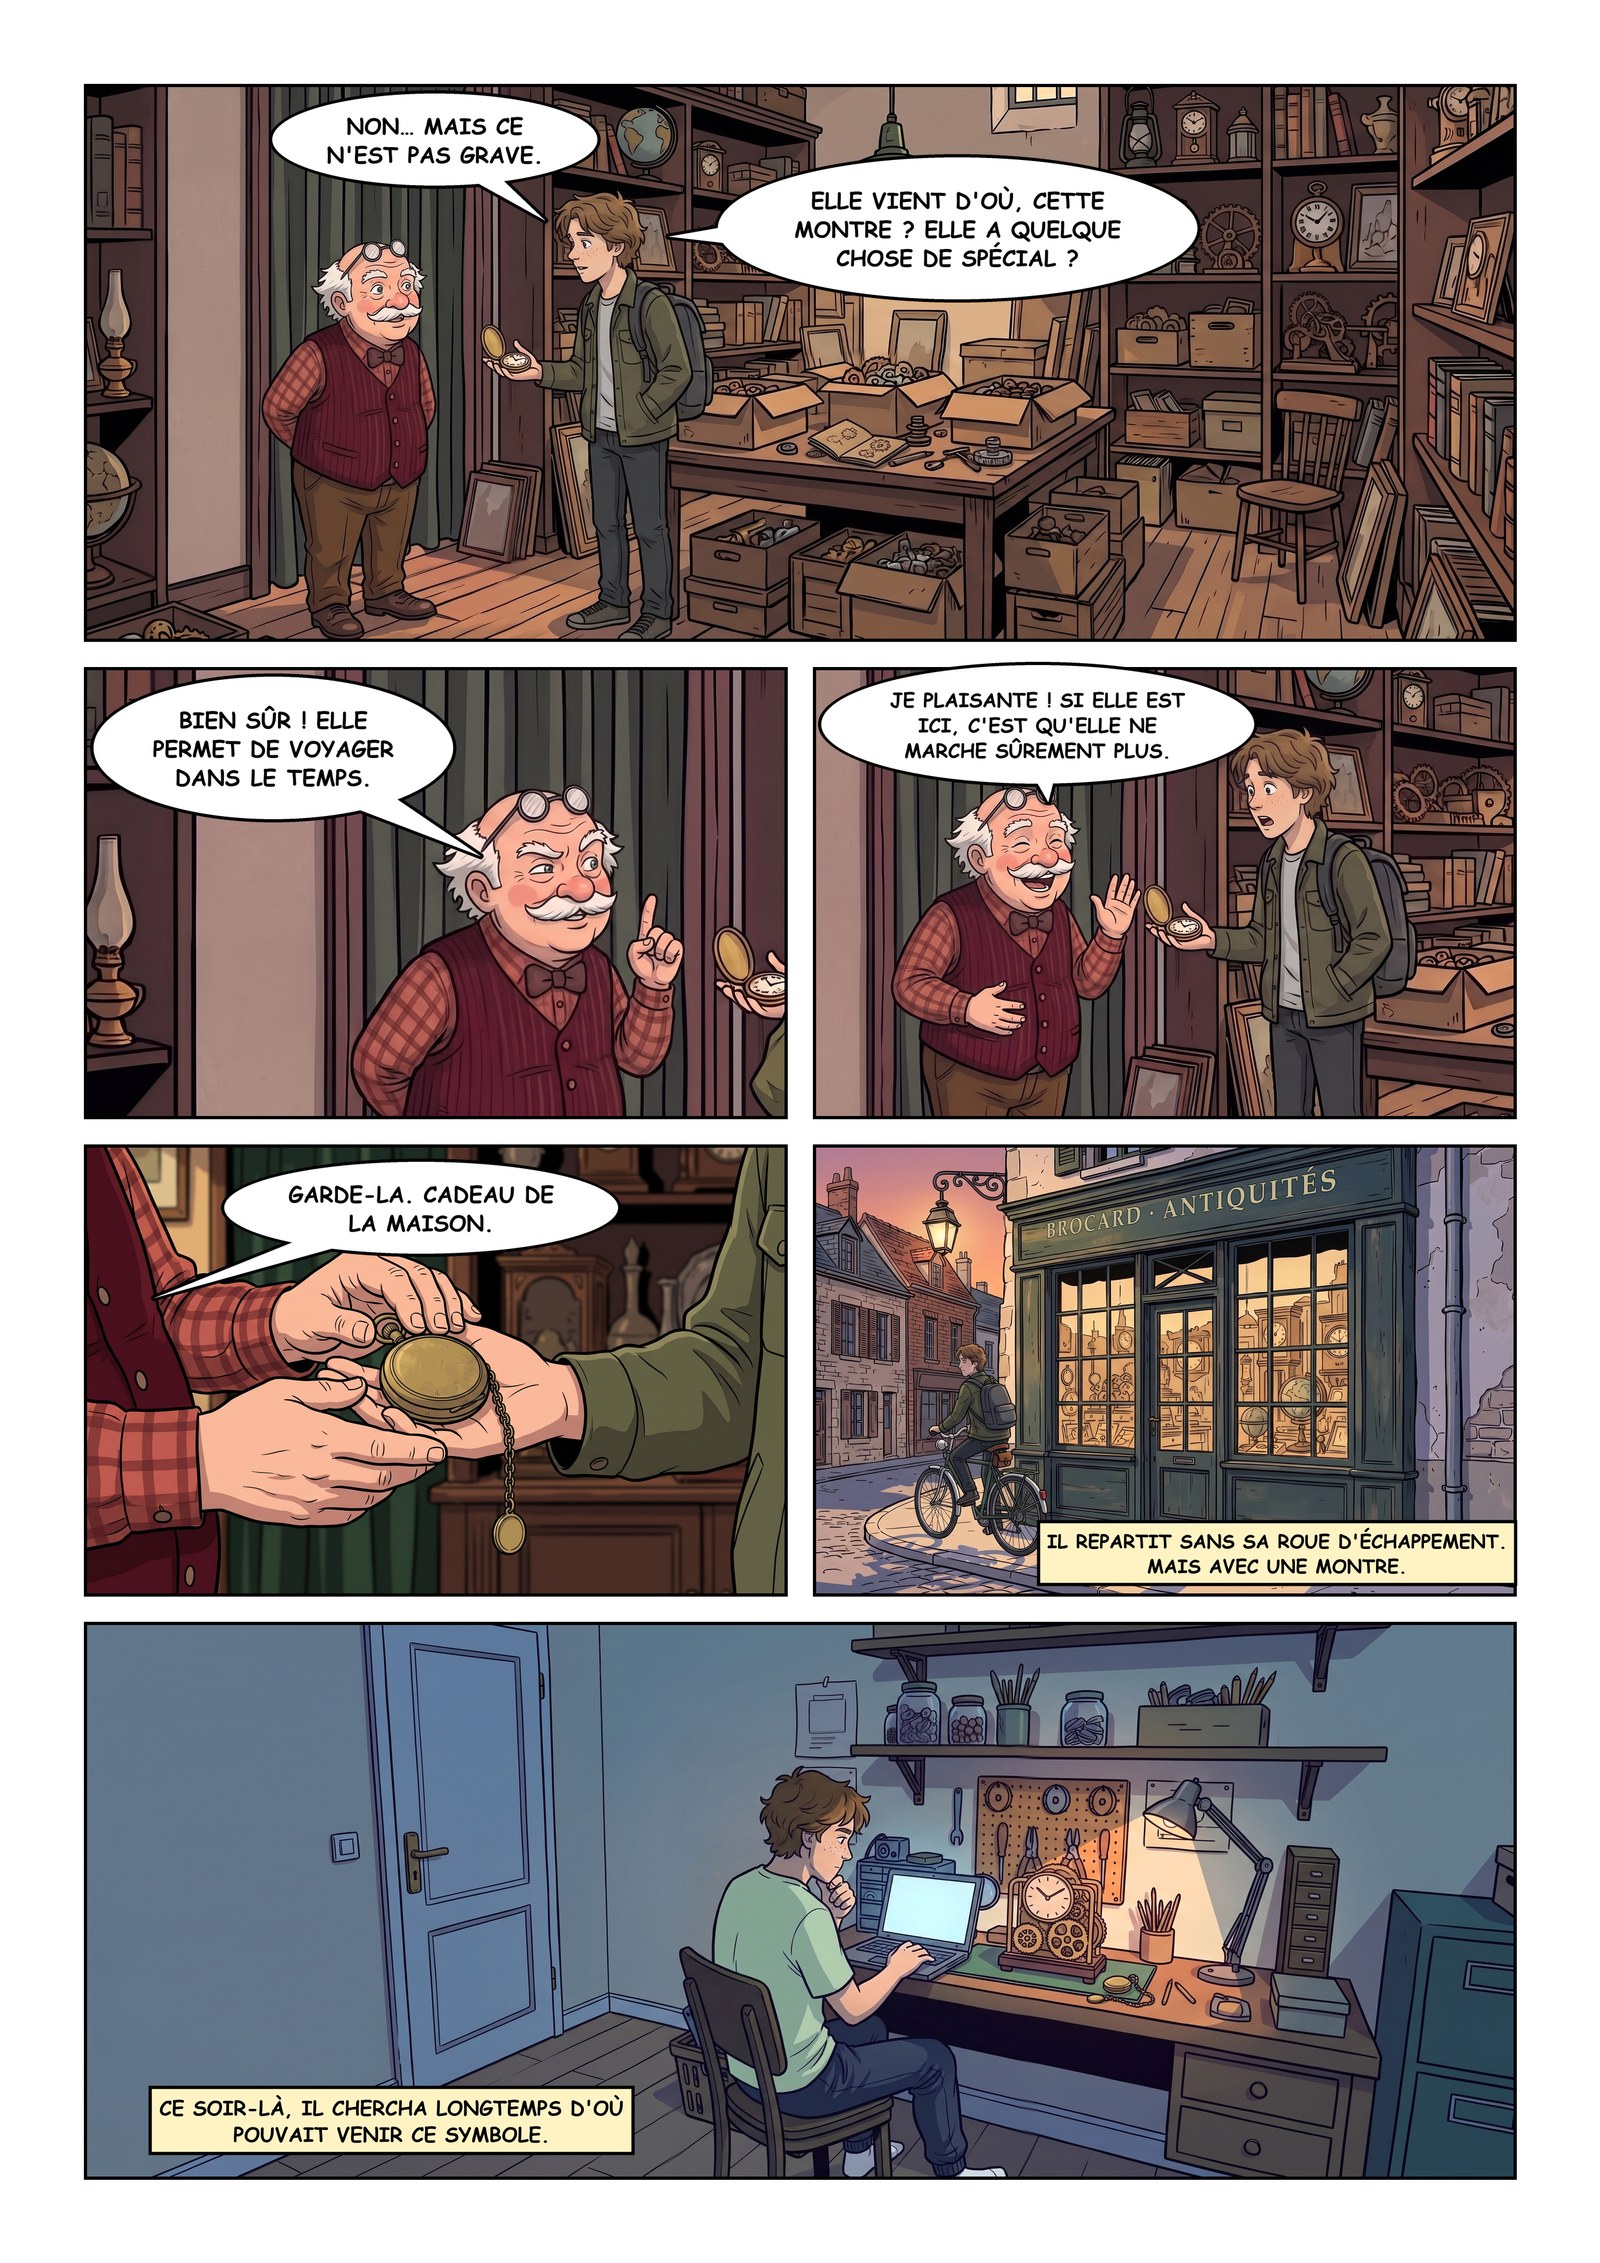 NON... MAIS CE
N'EST PAS GRAVE.
ELLE VIENT D'OÙ, CETTE
MONTRE ? ELLE A QUELQUE
CHOSE DE SPÉCIAL ?
BIEN SÛR ! ELLE
PERMET DE VOYAGER
DANS LE TEMPS.
JE PLAISANTE ! SI ELLE EST
ICI, C'EST QU'ELLE NE
MARCHE SÛREMENT PLUS.
GARDE-LA. CADEAU DE
LA MAISON.
BROCARD · ANTIQUITÉS
IL REPARTIT SANS SA ROUE D'ÉCHAPPEMENT.
MAIS AVEC UNE MONTRE.
CE SOIR-LÀ, IL CHERCHA LONGTEMPS D'OÙ
POUVAIT VENIR CE SYMBOLE.